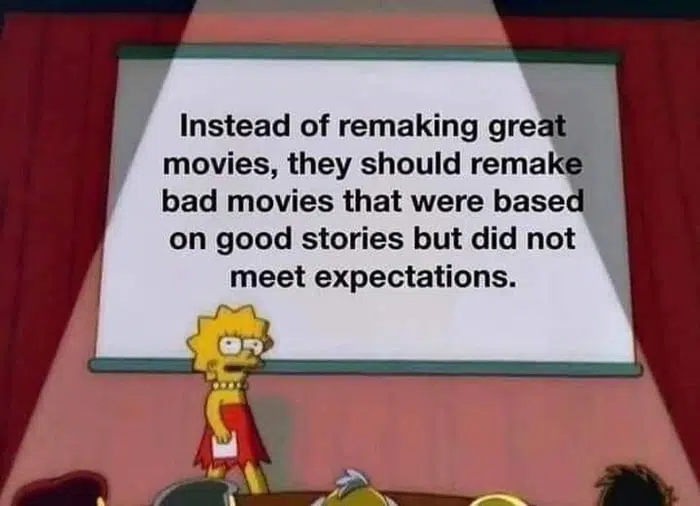 Instead of remaking great
movies, they should remake
bad movies that were based
on good stories but did not
meet expectations.